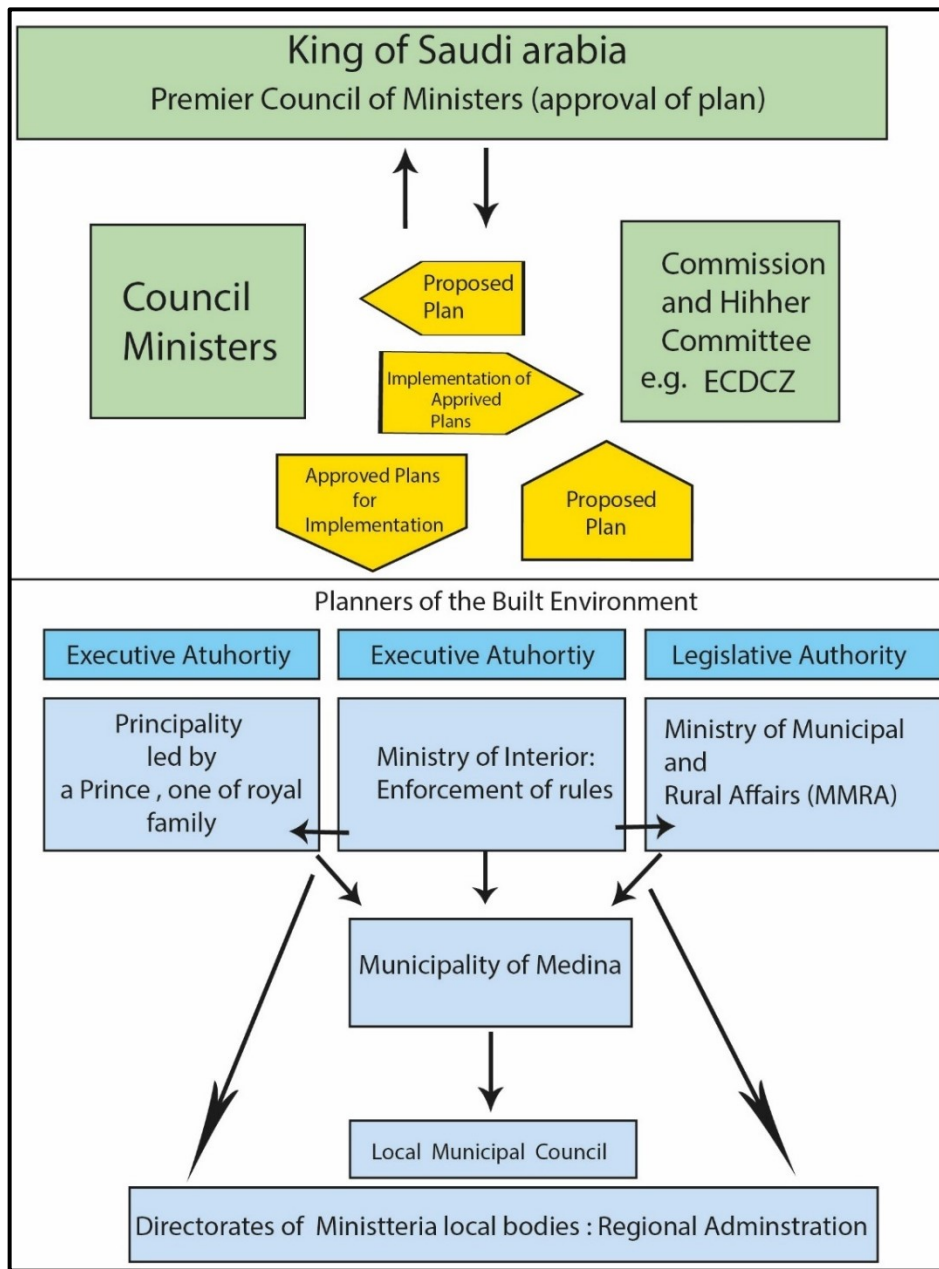 King of Saudi arabia
Premier Council of Ministers (approval of plan)
Council
Ministers
Proposed
Plan
Implementation of
Apprived
Plans
Commission
and Hihher
Committee
e.g. ECDCZ
Approved Plans
for
Implementation
Proposed
Plan
Planners of the Built Environment
Executive Atuhortiy
Executive Atuhortiy
Legislative Authority
Principality
led by
a Prince , one of royal
family
Ministry of Interior:
Enforcement of rules
Ministry of Municipal
and
Rural Affairs (MMRA)
Municipality of Medina
Local Municipal Council
Directorates of Ministteria local bodies : Regional Adminstration